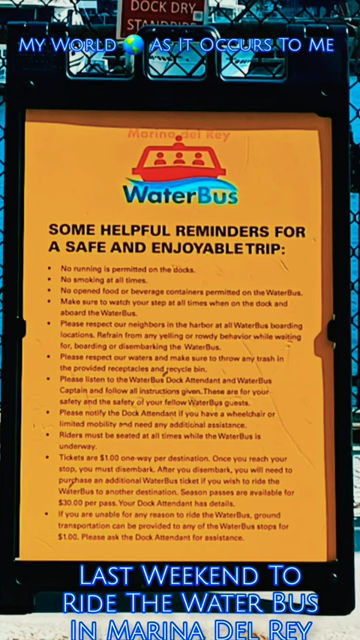 DOCK DRY
STANDPIPE
My World 🌎 As It Occurs To Me
Marina del Rey
WaterBus
SOME HELPFUL REMINDERS FOR
A SAFE AND ENJOYABLE TRIP:
• No running is permitted on the docks.
• No smoking at all times.
• No opened food or beverage containers permitted on the WaterBus.
• Make sure to watch your step at all times when on the dock and
aboard the WaterBus.
• Please respect our neighbors in the harbor at all WaterBus boarding
locations. Refrain from any yelling or rowdy behavior while waiting
for, boarding or disembarking the WaterBus.
• Please respect our waters and make sure to throw any trash in
the provided receptacles and recycle bin.
• Please listen to the WaterBus Dock Attendant and WaterBus
Captain and follow all instructions given. These are for your
safety and the safety of your fellow WaterBus guests.
• Please notify the Dock Attendant if you have a wheelchair or
limited mobility and need any additional assistance.
• Riders must be seated at all times while the WaterBus is
underway.
• Tickets are $1.00 one-way per destination. Once you reach your
stop, you must disembark. After you disembark, you will need to
purchase an additional WaterBus ticket if you wish to ride the
WaterBus to another destination. Season passes are available for
$30.00 per pass. Your Dock Attendant has details.
• If you are unable for any reason to ride the WaterBus, ground
transportation can be provided to any of the WaterBus stops for
$1.00. Please ask the Dock Attendant for assistance.
Last Weekend To
Ride The Water Bus
In Marina Del Rey